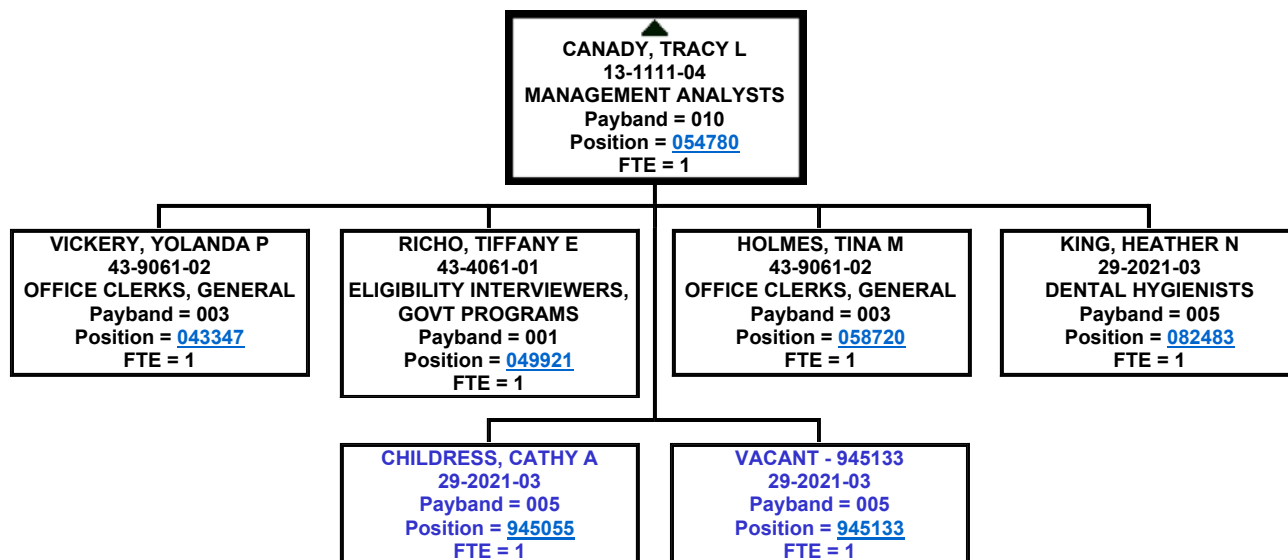 CANADY, TRACY L
13-1111-04
MANAGEMENT ANALYSTS
Payband = 010
Position = 054780
FTE = 1
VICKERY, YOLANDA P
43-9061-02
OFFICE CLERKS, GENERAL
Payband = 003
Position = 043347
FTE = 1
RICHO, TIFFANY E
43-4061-01
ELIGIBILITY INTERVIEWERS,
GOVT PROGRAMS
Payband = 001
Position = 049921
FTE = 1
HOLMES, TINA M
43-9061-02
OFFICE CLERKS, GENERAL
Payband = 003
Position = 058720
FTE = 1
KING, HEATHER N
29-2021-03
DENTAL HYGIENISTS
Payband = 005
Position = 082483
FTE = 1
CHILDRESS, CATHY A
29-2021-03
Payband = 005
Position = 945055
FTE = 1
VACANT - 945133
29-2021-03
Payband = 005
Position = 945133
FTE = 1